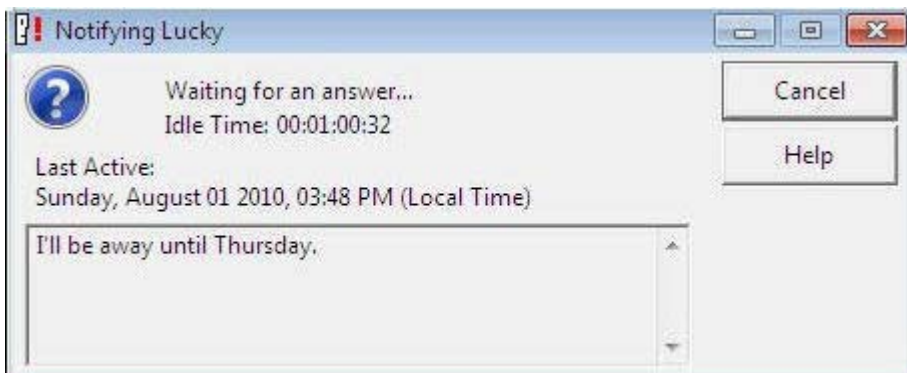 Notifying Lucky
Waiting for an answer...
Idle Time: 00:01:00:32
Cancel
Help
Last Active:
Sunday, August 01 2010, 03:48 PM (Local Time)
I'll be away until Thursday.